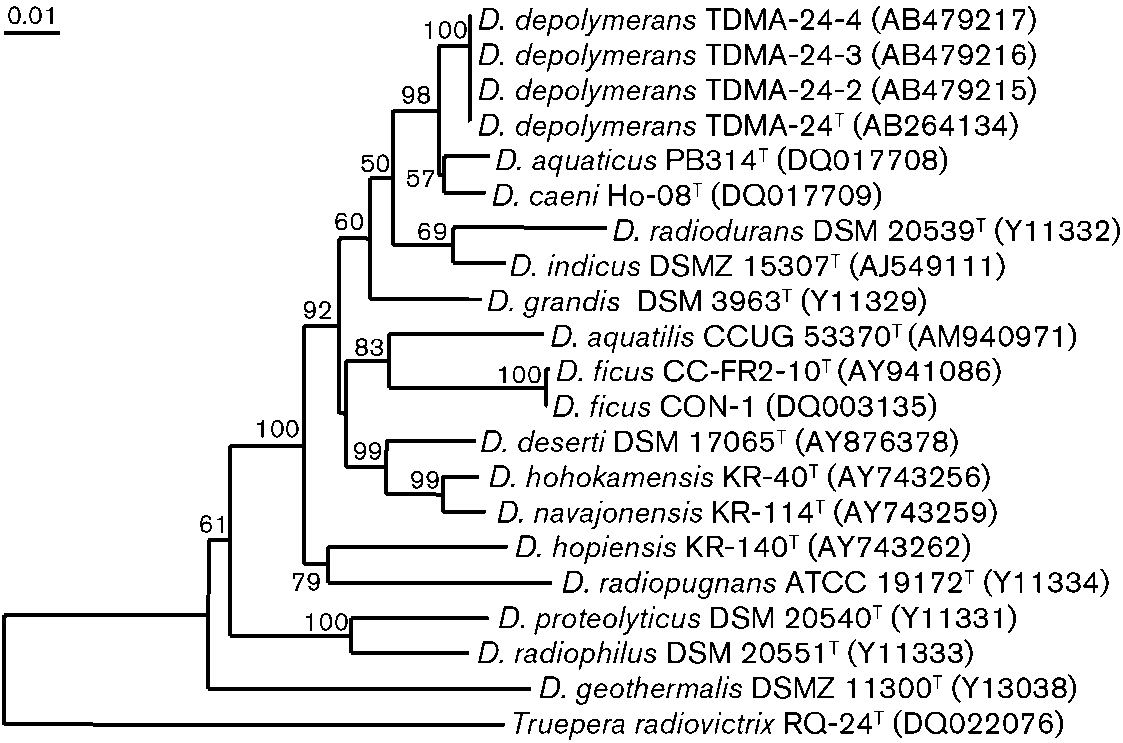 0.01
100
D. depolymerans TDMA-24-4 (AB479217)
D. depolymerans TDMA-24-3 (AB479216)
98
D. depolymerans TDMA-24-2 (AB479215)
D. depolymerans TDMA-24ᵀ (AB264134)
50
D. aquaticus PB314ᵀ (DQ017708)
57
D. caeni Ho-08ᵀ (DQ017709)
60
69
D. radiodurans DSM 20539ᵀ (Y11332)
D. indicus DSMZ 15307ᵀ (AJ549111)
92
D. grandis DSM 3963ᵀ (Y11329)
83
D. aquatilis CCUG 53370ᵀ (AM940971)
100
D. ficus CC-FR2-10ᵀ (AY941086)
D. ficus CON-1 (DQ003135)
100
99
D. deserti DSM 17065ᵀ (AY876378)
99
D. hohokamensis KR-40ᵀ (AY743256)
D. navajonensis KR-114ᵀ (AY743259)
61
D. hopiensis KR-140ᵀ (AY743262)
79
D. radiopugnans ATCC 19172ᵀ (Y11334)
100
D. proteolyticus DSM 20540ᵀ (Y11331)
D. radiophilus DSM 20551ᵀ (Y11333)
D. geothermalis DSMZ 11300ᵀ (Y13038)
Truepera radiovictrix RQ-24ᵀ (DQ022076)